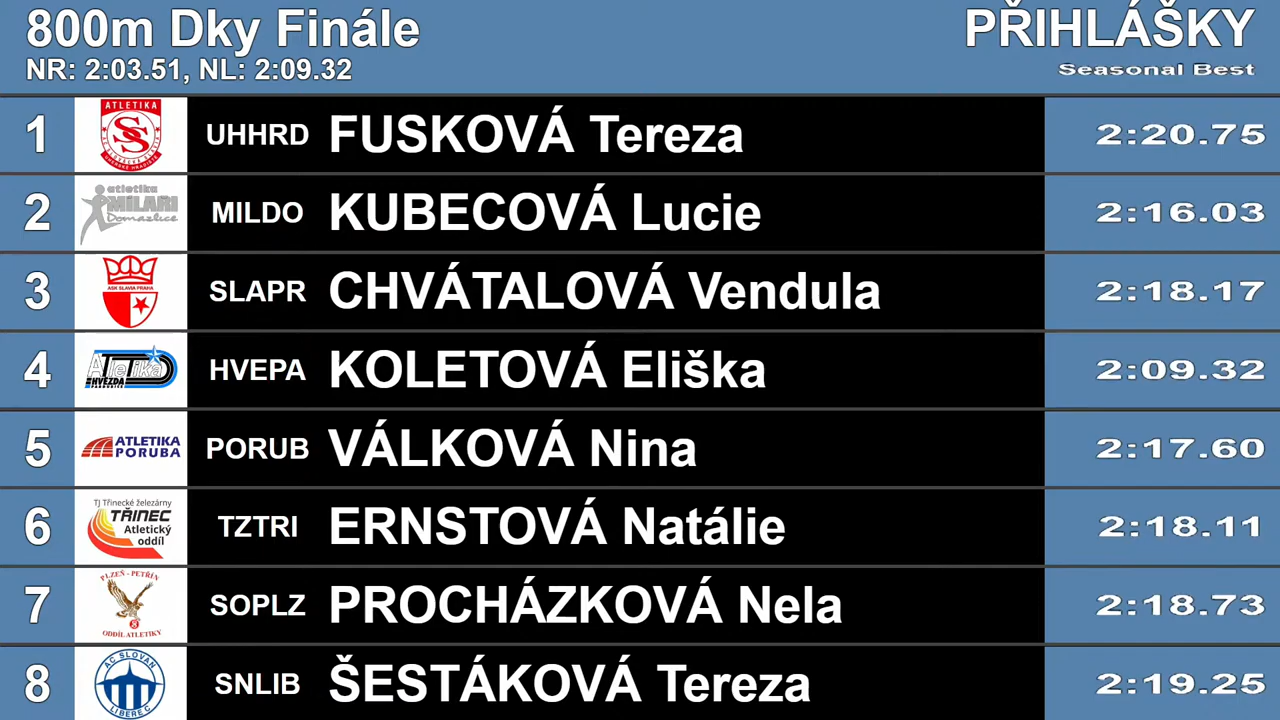 800m Dky Finále
PŘIHLÁŠKY
NR: 2:03.51, NL: 2:09.32
Seasonal Best
1 ATLETIKA UHHRD FUSKOVÁ Tereza 2:20.75
2 atletika MÍLAŘI Domažlice MILDO KUBECOVÁ Lucie 2:16.03
3 ASK SLAVIA PRAHA SLAPR CHVÁTALOVÁ Vendula 2:18.17
4 ATletika HVĚZDA HVEPA KOLETOVÁ Eliška 2:09.32
5 ATLETIKA PORUBA PORUB VÁLKOVÁ Nina 2:17.60
6 TJ Třinecké železárny TŘINEC Atletický oddíl TZTRI ERNSTOVÁ Natálie 2:18.11
7 PLZEŇ - PETŘÍN ODDÍL ATLETIKY SOPLZ PROCHÁZKOVÁ Nela 2:18.73
8 AC SLOVAN LIBEREC SNLIB ŠESTÁKOVÁ Tereza 2:19.25